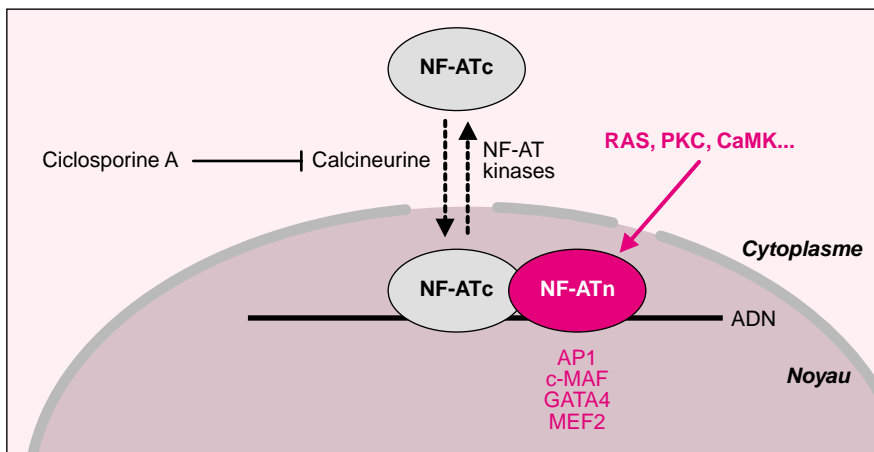 NF-ATc
RAS, PKC, CaMK...
Ciclosporine A
Calcineurine
NF-AT
kinases
Cytoplasme
NF-ATc
NF-ATn
ADN
AP1
c-MAF
GATA4
MEF2
Noyau